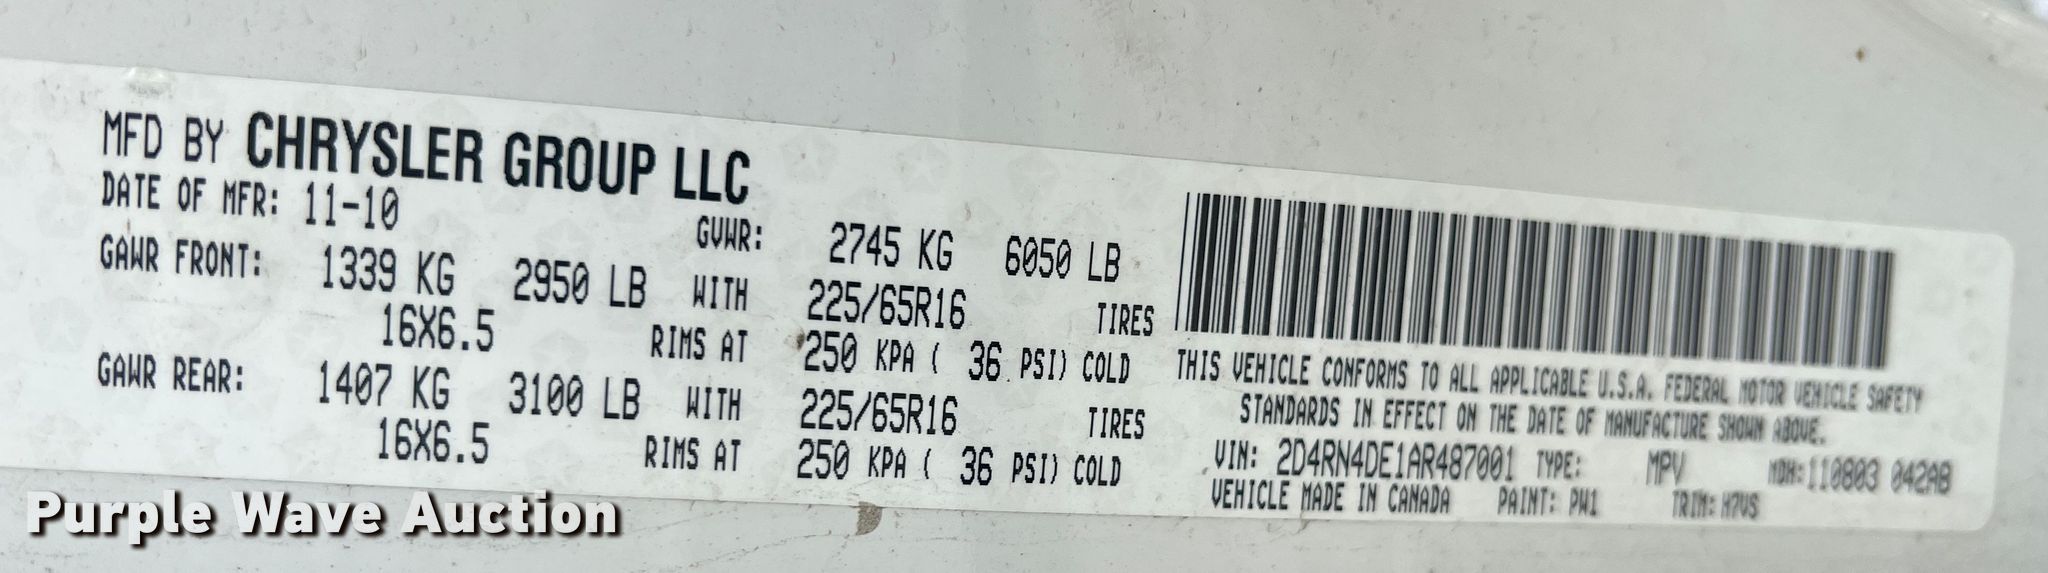 MFD BY CHRYSLER GROUP LLC
DATE OF MFR: 11-10 GVWR: 2745 KG 6050 LB
GAWR FRONT: 1339 KG 2950 LB WITH 225/65R16 TIRES
16X6.5 RIMS AT 250 KPA ( 36 PSI) COLD
GAWR REAR: 1407 KG 3100 LB WITH 225/65R16 TIRES
16X6.5 RIMS AT 250 KPA ( 36 PSI) COLD
THIS VEHICLE CONFORMS TO ALL APPLICABLE U.S.A. FEDERAL MOTOR VEHICLE SAFETY
STANDARDS IN EFFECT ON THE DATE OF MANUFACTURE SHOWN ABOVE.
VIN: 2D4RN4DE1AR487001 TYPE: MPV MDH: 110803 042AB
VEHICLE MADE IN CANADA PAINT: PW1 TRIM:
Purple Wave Auction